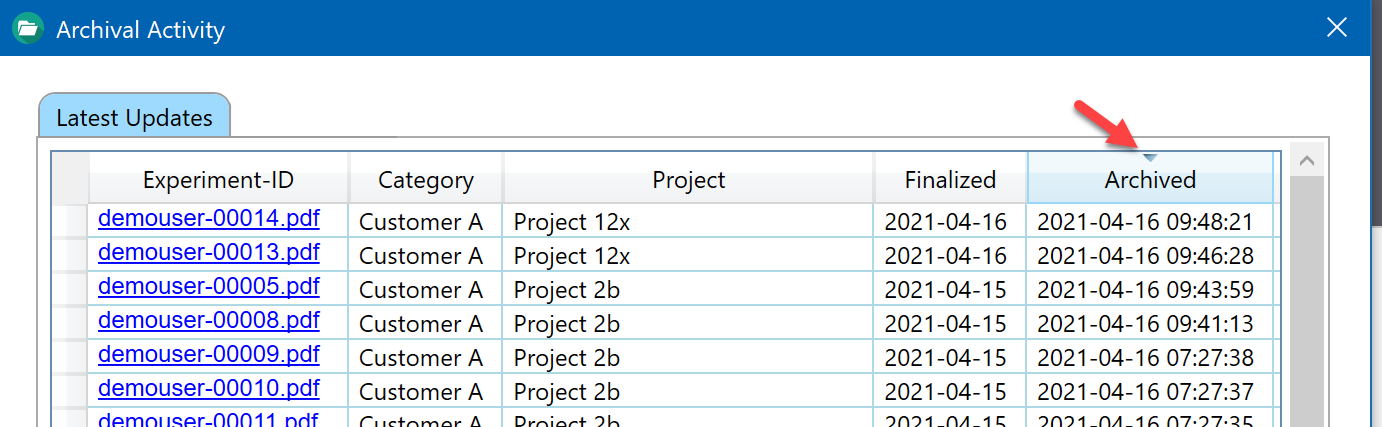 Archival Activity
Latest Updates
Experiment-ID Category Project Finalized Archived
demouser-00014.pdf Customer A Project 12x 2021-04-16 2021-04-16 09:48:21
demouser-00013.pdf Customer A Project 12x 2021-04-16 2021-04-16 09:46:28
demouser-00005.pdf Customer A Project 2b 2021-04-15 2021-04-16 09:43:59
demouser-00008.pdf Customer A Project 2b 2021-04-15 2021-04-16 09:41:13
demouser-00009.pdf Customer A Project 2b 2021-04-15 2021-04-16 07:27:38
demouser-00010.pdf Customer A Project 2b 2021-04-15 2021-04-16 07:27:37
demouser-00011.pdf Customer A Project 2b 2021-04-15 2021-04-16 07:27:35